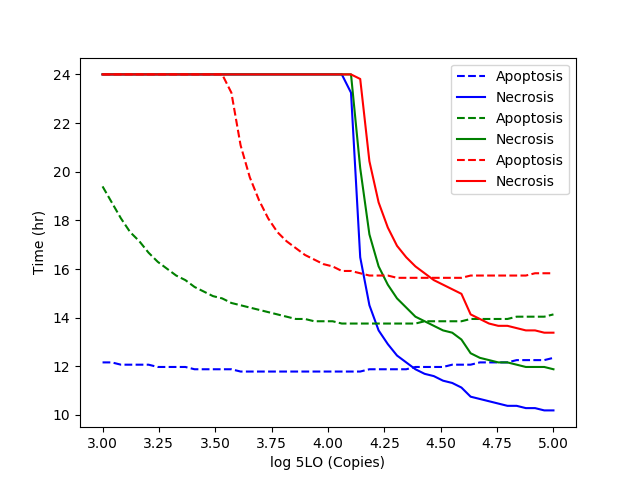 24
22
20
18
16
14
12
10
Time (hr)
3.00 3.25 3.50 3.75 4.00 4.25 4.50 4.75 5.00
log 5LO (Copies)
Apoptosis
Necrosis
Apoptosis
Necrosis
Apoptosis
Necrosis